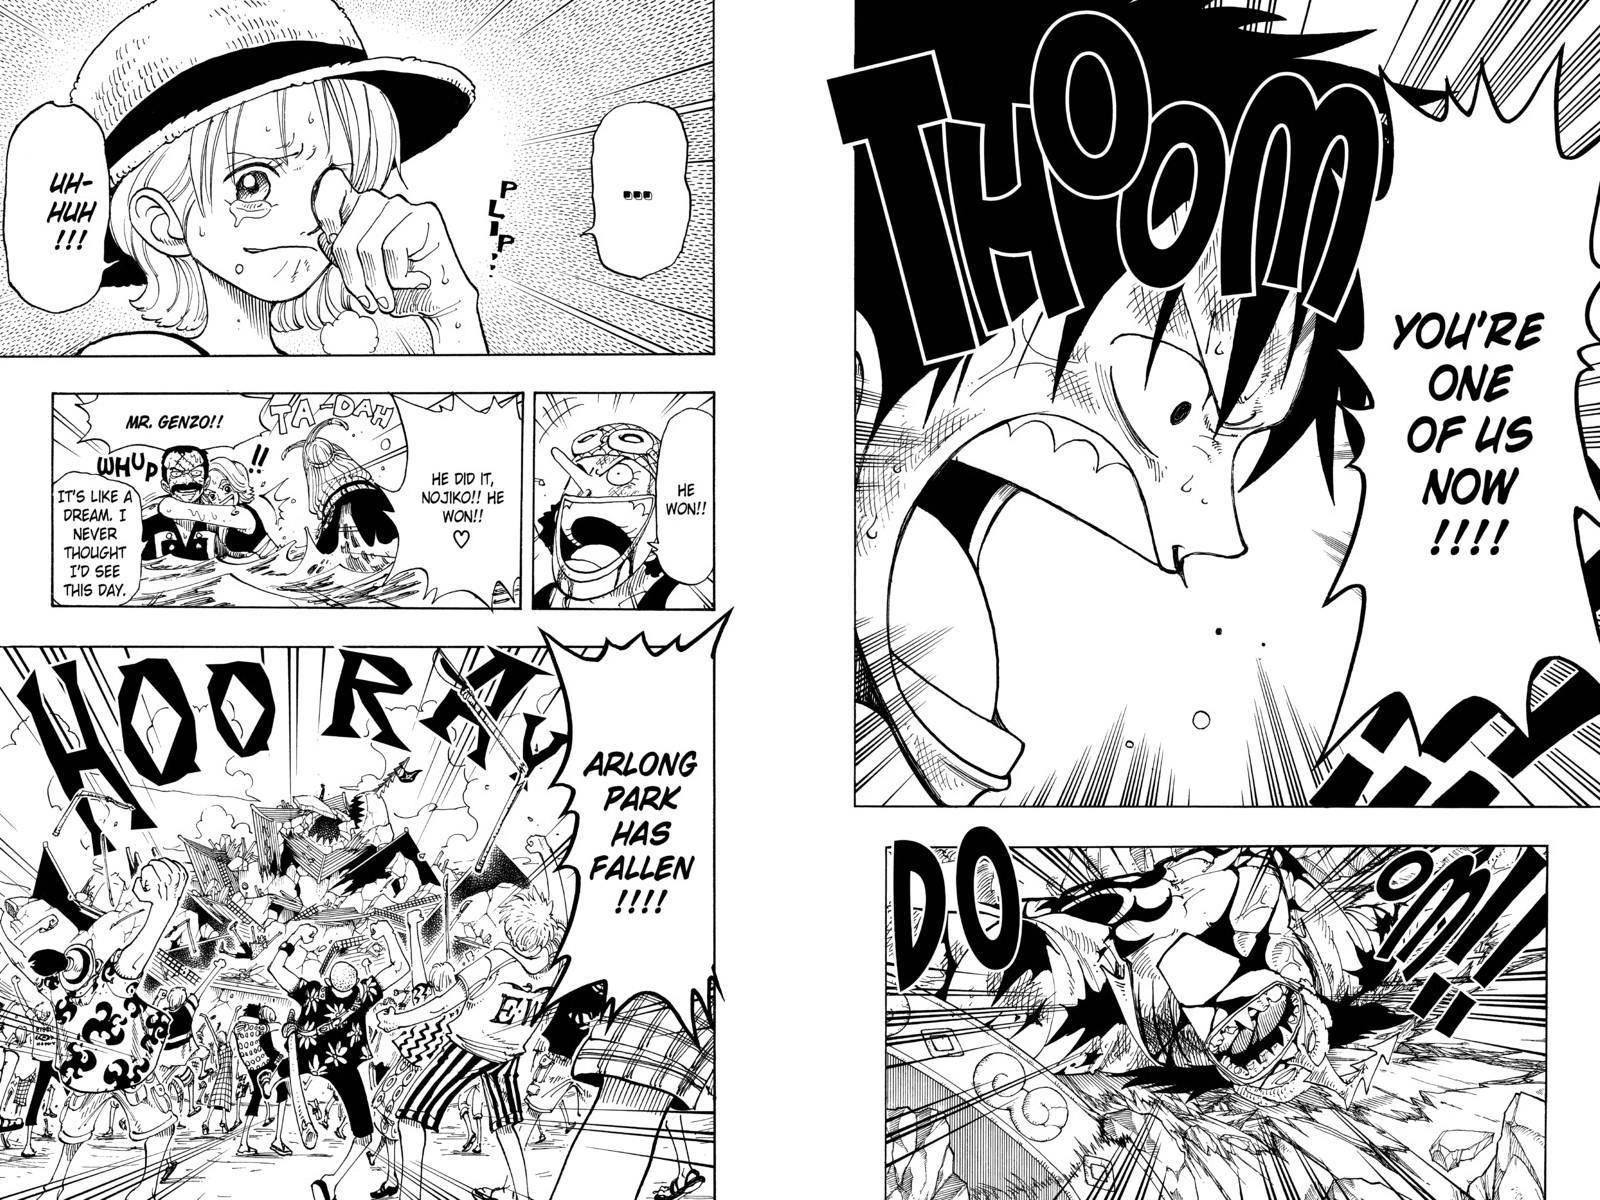 THOOM
YOU'RE
ONE
OF US
NOW
!!!!
DOOM!!
...
PLIP..
UH-
HUH
!!!
HE
WON!!
HE DID IT,
NOJIKO!! HE
WON!!
♡
TA-DAH
!!
MR. GENZO!!
WHUP
IT'S LIKE A
DREAM. I
NEVER
THOUGHT
I'D SEE
THIS DAY.
ARLONG
PARK
HAS
FALLEN
!!!!
HOORAY